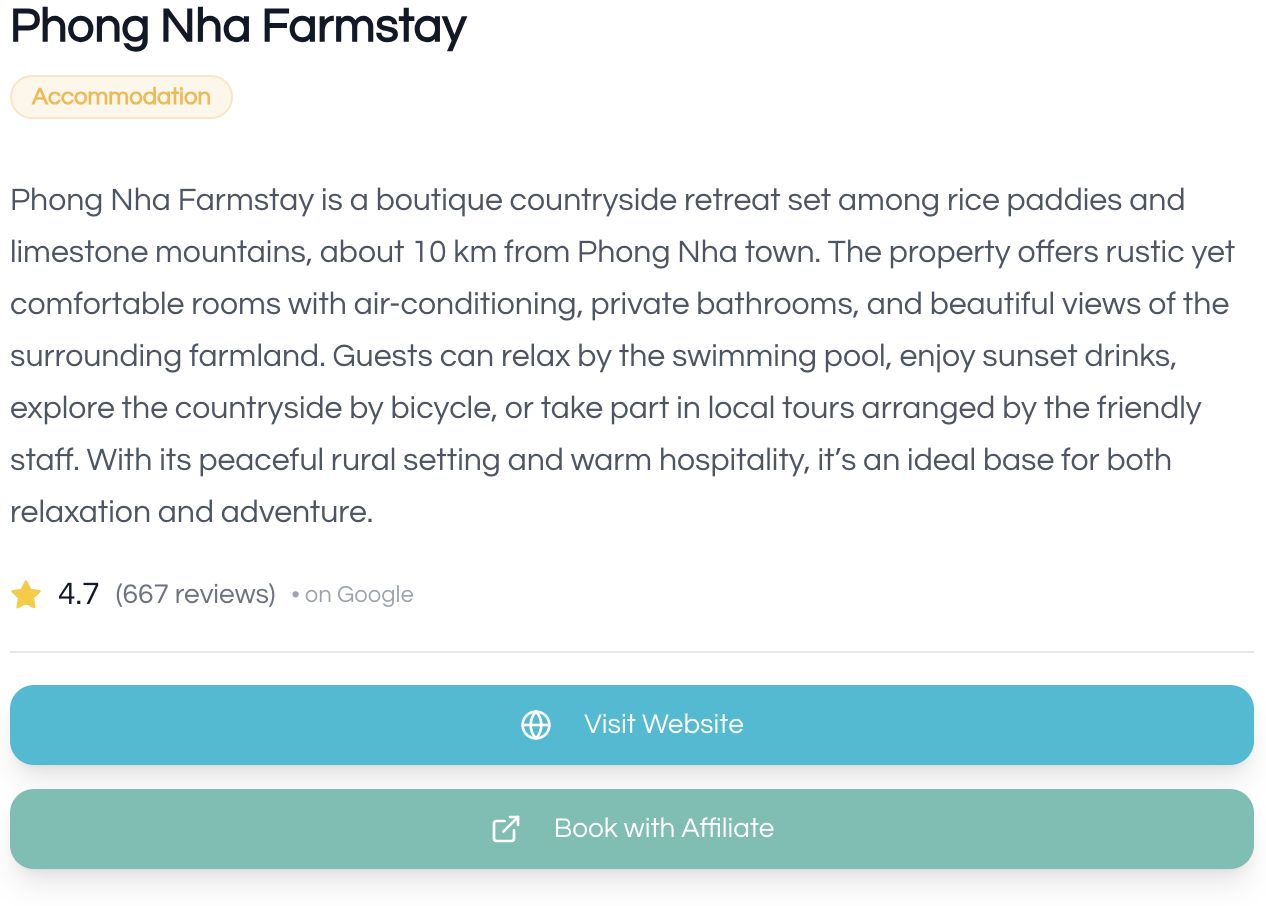 Phong Nha Farmstay
Accommodation
Phong Nha Farmstay is a boutique countryside retreat set among rice paddies and
limestone mountains, about 10 km from Phong Nha town. The property offers rustic yet
comfortable rooms with air-conditioning, private bathrooms, and beautiful views of the
surrounding farmland. Guests can relax by the swimming pool, enjoy sunset drinks,
explore the countryside by bicycle, or take part in local tours arranged by the friendly
staff. With its peaceful rural setting and warm hospitality, it’s an ideal base for both
relaxation and adventure.
4.7 (667 reviews) • on Google
Visit Website
Book with Affiliate